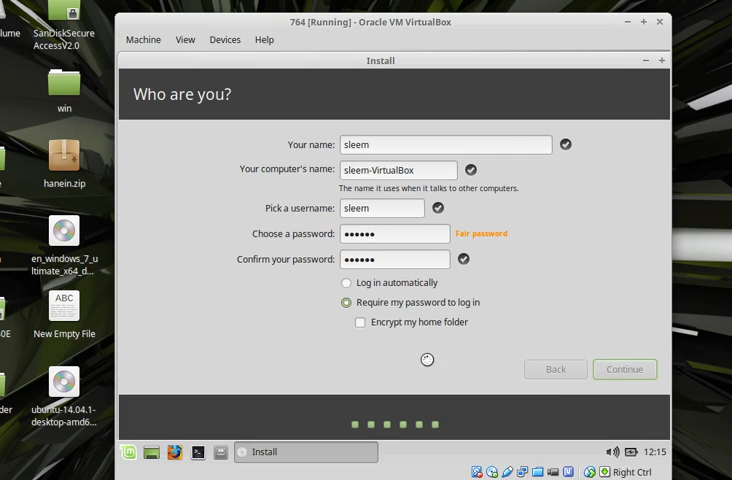 764 [Running] - Oracle VM VirtualBox
Machine View Devices Help
Install
Who are you?
Your name: sleem
Your computer's name: sleem-VirtualBox
The name it uses when it talks to other computers.
Pick a username: sleem
Choose a password: ●●●●●● Fair password
Confirm your password: ●●●●●●
Log in automatically
Require my password to log in
Encrypt my home folder
Back Continue
Install
12:15
Right Ctrl
SanDiskSecure
AccessV2.0
win
hanein.zip
en_windows_7_u
ltimate_x64_d...
ABC
New Empty File
ubuntu-14.04.1-
desktop-amd6...